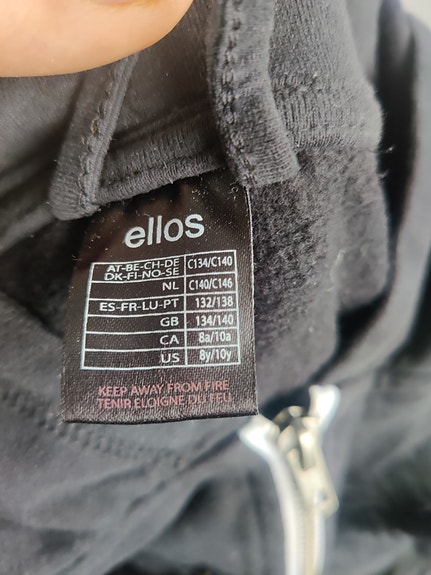 ellos
AT-BE-CH-DE C134/C140
DK-FI-NO-SE
NL C140/C146
ES-FR-LU-PT 132/138
GB 134/140
CA 8a/10a
US 8y/10y
KEEP AWAY FROM FIRE
TENIR ELOIGNE DU FEU